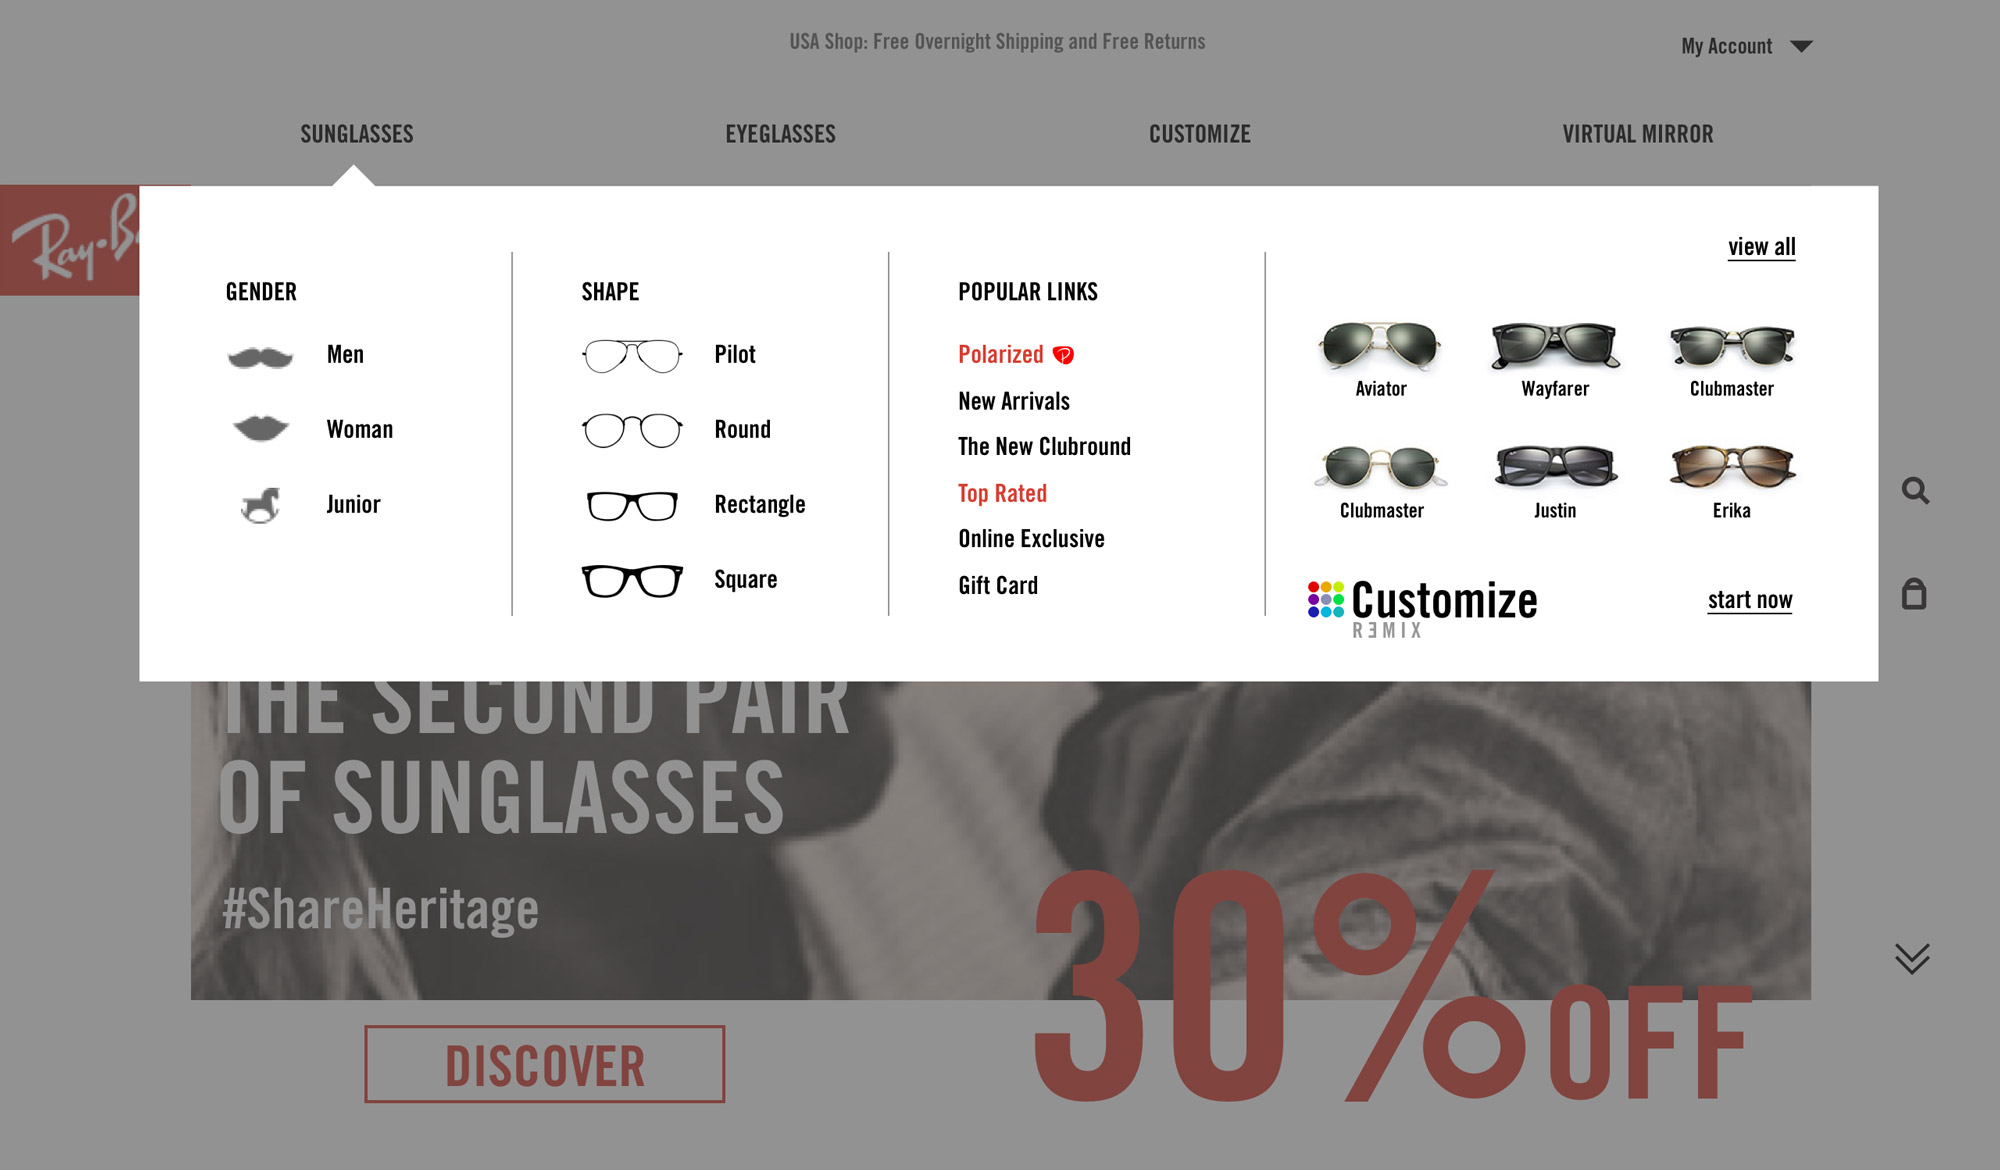 USA Shop: Free Overnight Shipping and Free Returns
My Account
SUNGLASSES
EYEGLASSES
CUSTOMIZE
VIRTUAL MIRROR
Ray-Ba
view all
GENDER
Men
Woman
Junior
SHAPE
Pilot
Round
Rectangle
Square
POPULAR LINKS
Polarized
New Arrivals
The New Clubround
Top Rated
Online Exclusive
Gift Card
Aviator
Wayfarer
Clubmaster
Clubmaster
Justin
Erika
Customize
RƎMIX
start now
THE SECOND PAIR
OF SUNGLASSES
#ShareHeritage
30% OFF
DISCOVER